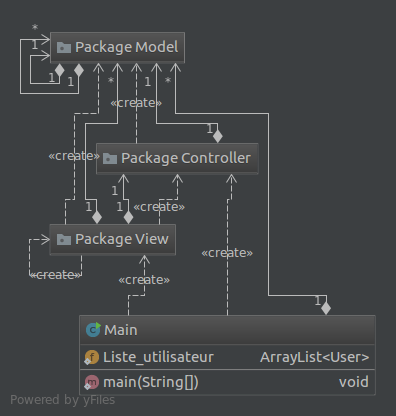 *
1
Package Model
1
1
*
1
*
«create»
1
«create»
Package Controller
1
1
1
«create»
Package View
«create»
«create»
«create»
1
Main
Liste_utilisateur ArrayList<User>
main(String[]) void
Powered by yFiles